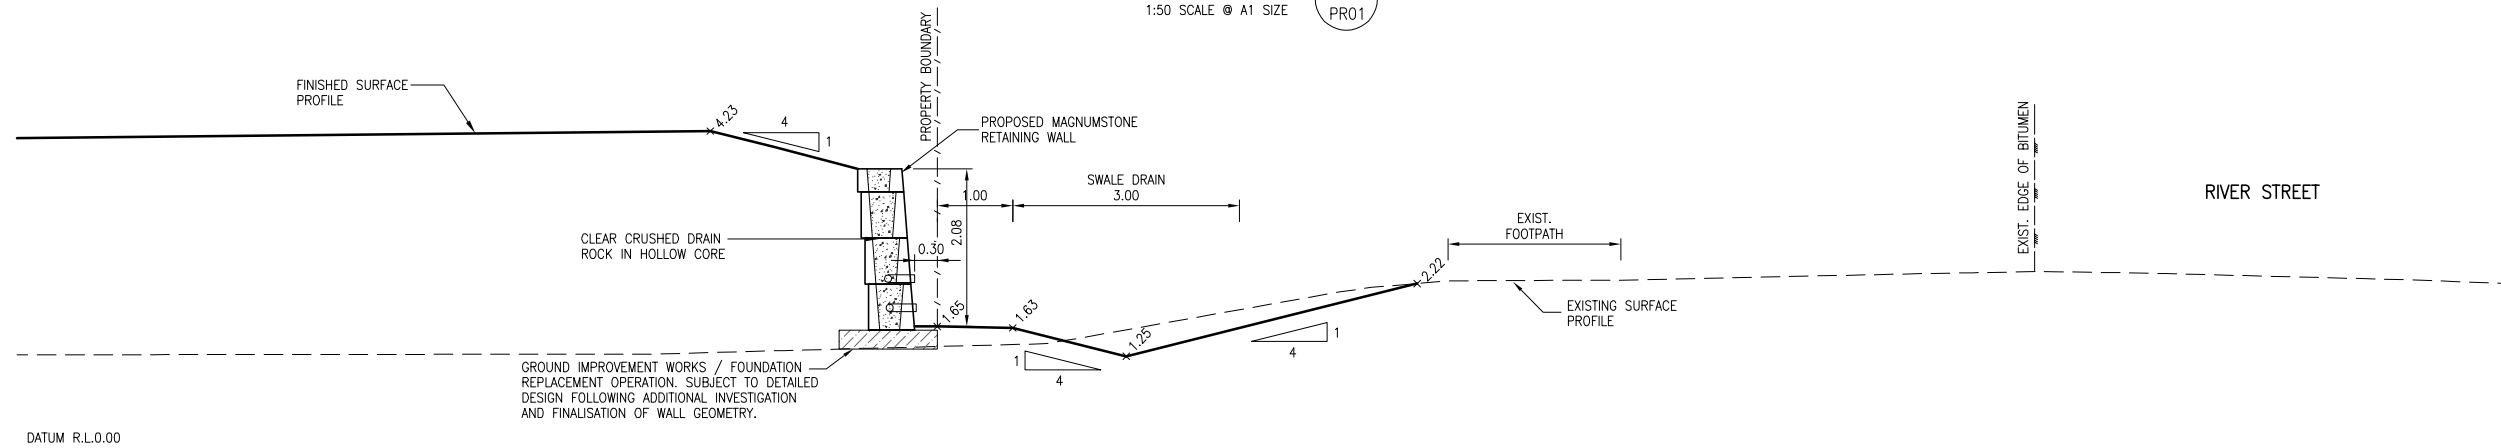 1:50 SCALE @ A1 SIZE
PR01
PROPERTY BOUNDARY
FINISHED SURFACE
PROFILE
4.23
4
1
PROPOSED MAGNUMSTONE
RETAINING WALL
EXIST. EDGE OF BITUMEN
RIVER STREET
SWALE DRAIN
1.00
3.00
2.08
EXIST.
FOOTPATH
CLEAR CRUSHED DRAIN
ROCK IN HOLLOW CORE
0.30
2.22
1.65
1.63
1.25
EXISTING SURFACE
PROFILE
1
4
1
4
GROUND IMPROVEMENT WORKS / FOUNDATION
REPLACEMENT OPERATION. SUBJECT TO DETAILED
DESIGN FOLLOWING ADDITIONAL INVESTIGATION
AND FINALISATION OF WALL GEOMETRY.
DATUM R.L.0.00